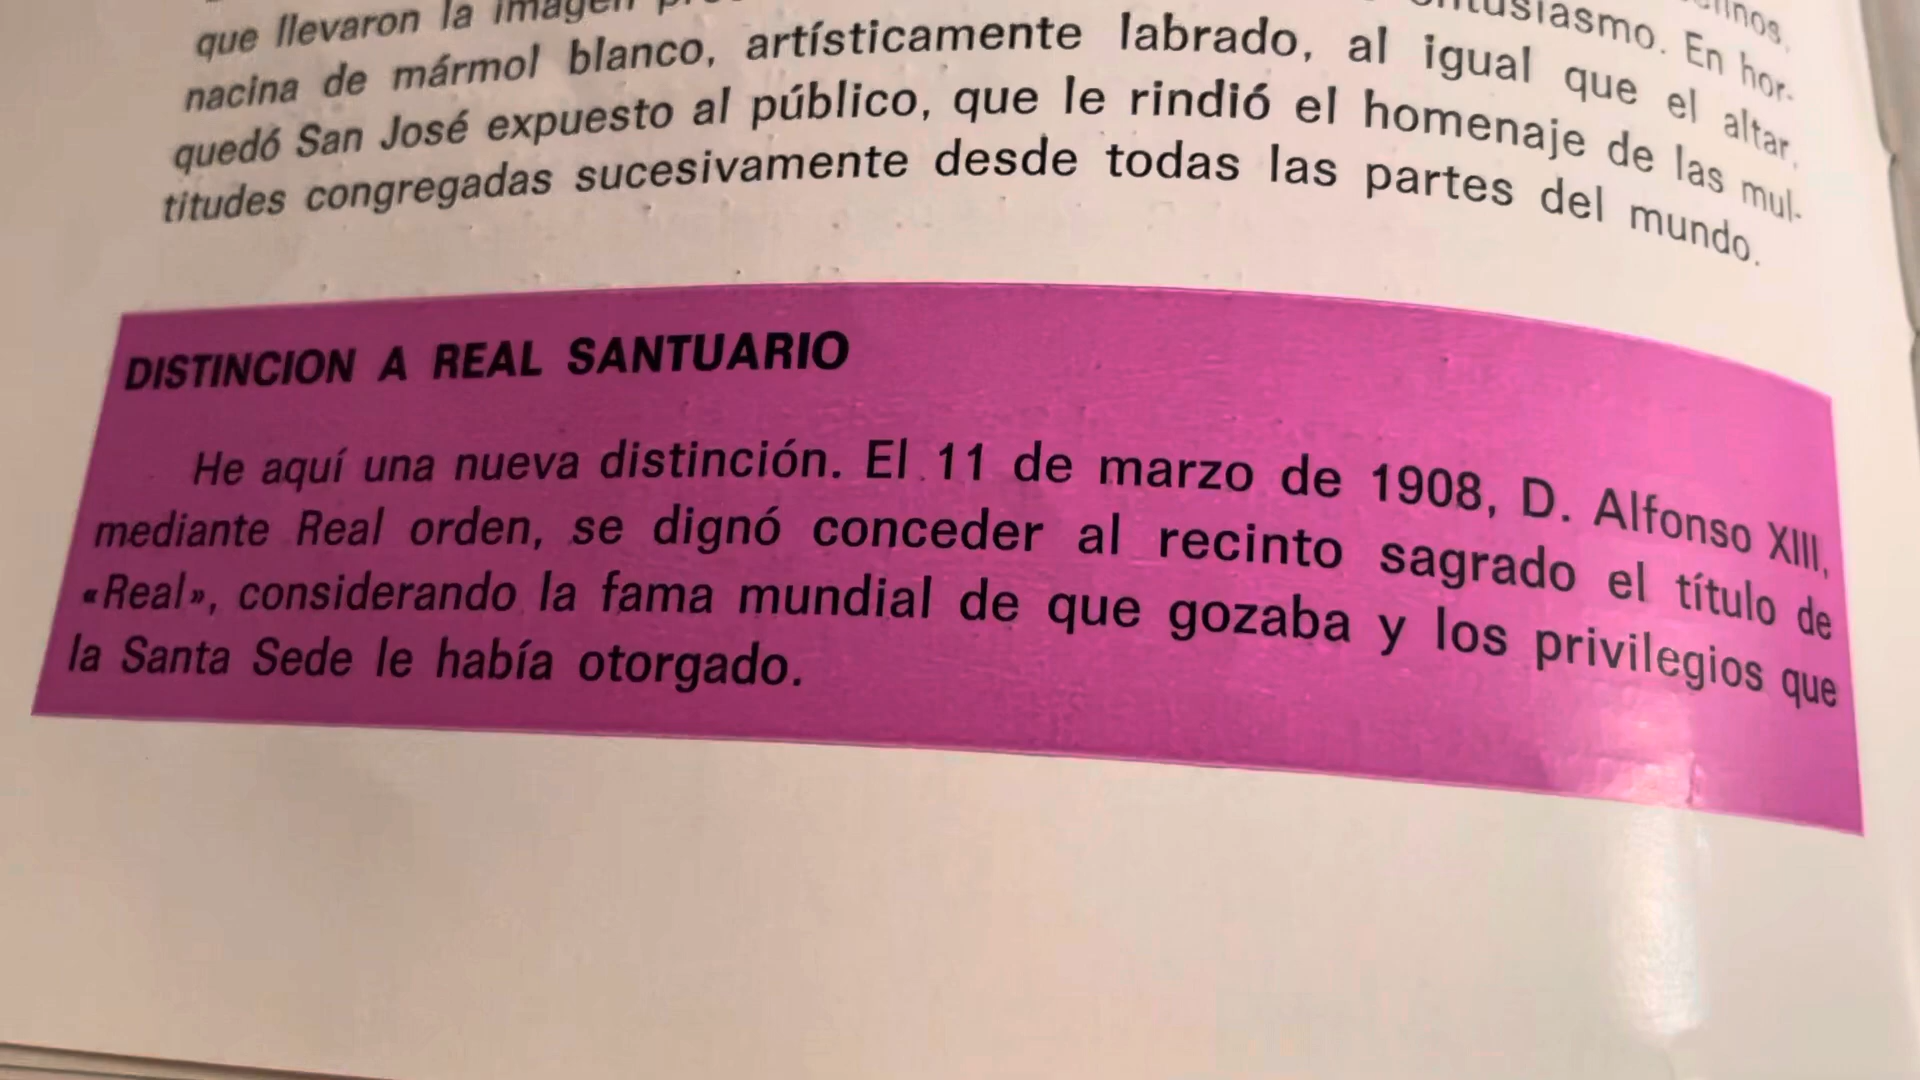 que llevaron la imagen
entusiasmo. En hor-
nacina de mármol blanco, artísticamente labrado, al igual que el altar,
quedó San José expuesto al público, que le rindió el homenaje de las mul-
titudes congregadas sucesivamente desde todas las partes del mundo.
DISTINCION A REAL SANTUARIO
He aquí una nueva distinción. El 11 de marzo de 1908, D. Alfonso XIII,
mediante Real orden, se dignó conceder al recinto sagrado el título de
«Real», considerando la fama mundial de que gozaba y los privilegios que
la Santa Sede le había otorgado.